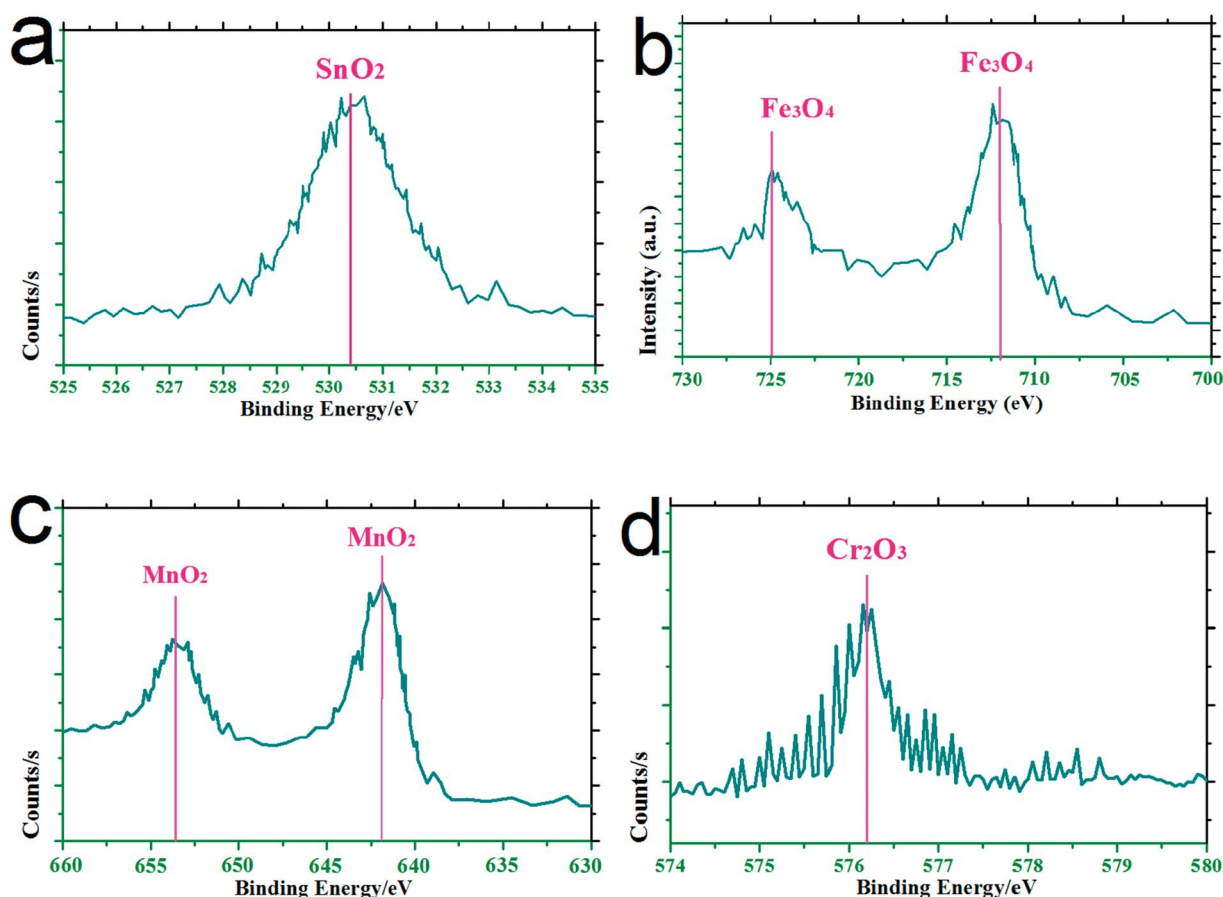 a
SnO₂
Counts/s
525 526 527 528 529 530 531 532 533 534 535
Binding Energy/eV
b
Fe₃O₄
Fe₃O₄
Intensity (a.u.)
730 725 720 715 710 705 700
Binding Energy (eV)
c
MnO₂
MnO₂
Counts/s
660 655 650 645 640 635 630
Binding Energy/eV
d
Cr₂O₃
Counts/s
574 575 576 577 578 579 580
Binding Energy/eV